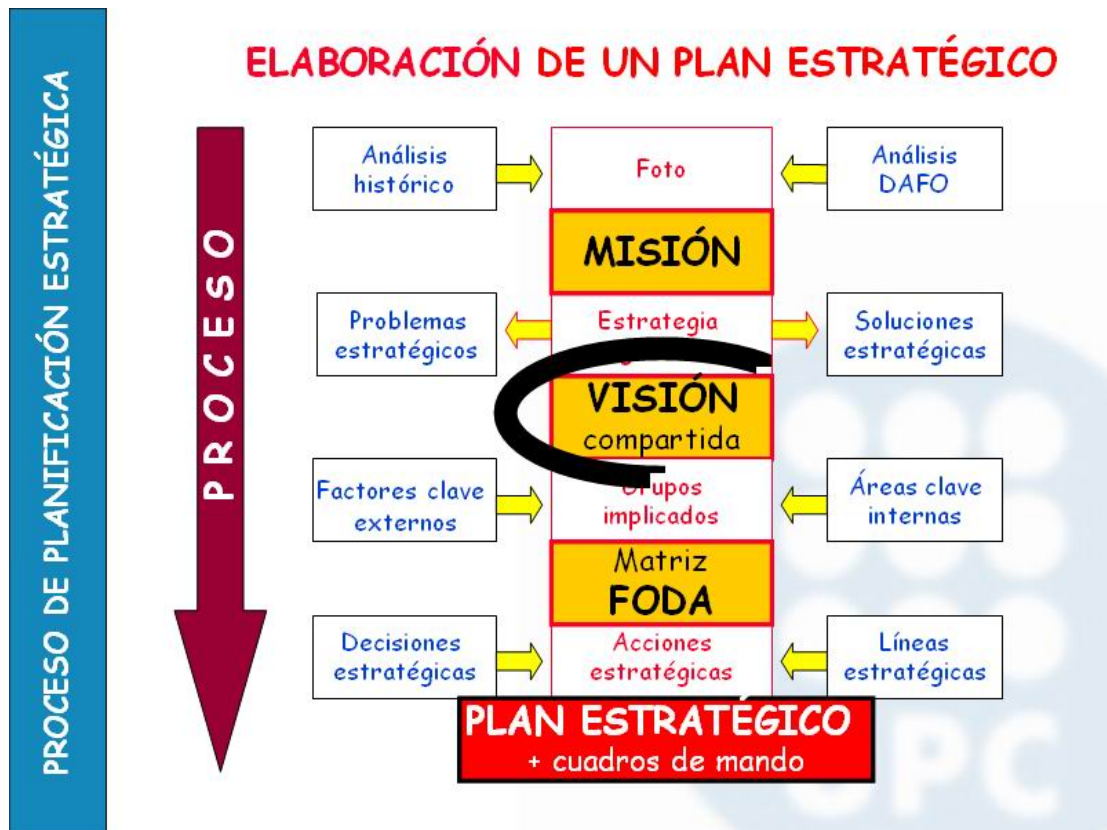 PROCESO DE PLANIFICACIÓN ESTRATÉGICA
ELABORACIÓN DE UN PLAN ESTRATÉGICO
PROCESO
Análisis
histórico
Foto
Análisis
DAFO
MISIÓN
Problemas
estratégicos
Estrategia
Soluciones
estratégicas
VISIÓN
compartida
Factores clave
externos
Grupos
implicados
Áreas clave
internas
Matriz
FODA
Decisiones
estratégicas
Acciones
estratégicas
Líneas
estratégicas
PLAN ESTRATÉGICO
+ cuadros de mando
UPC